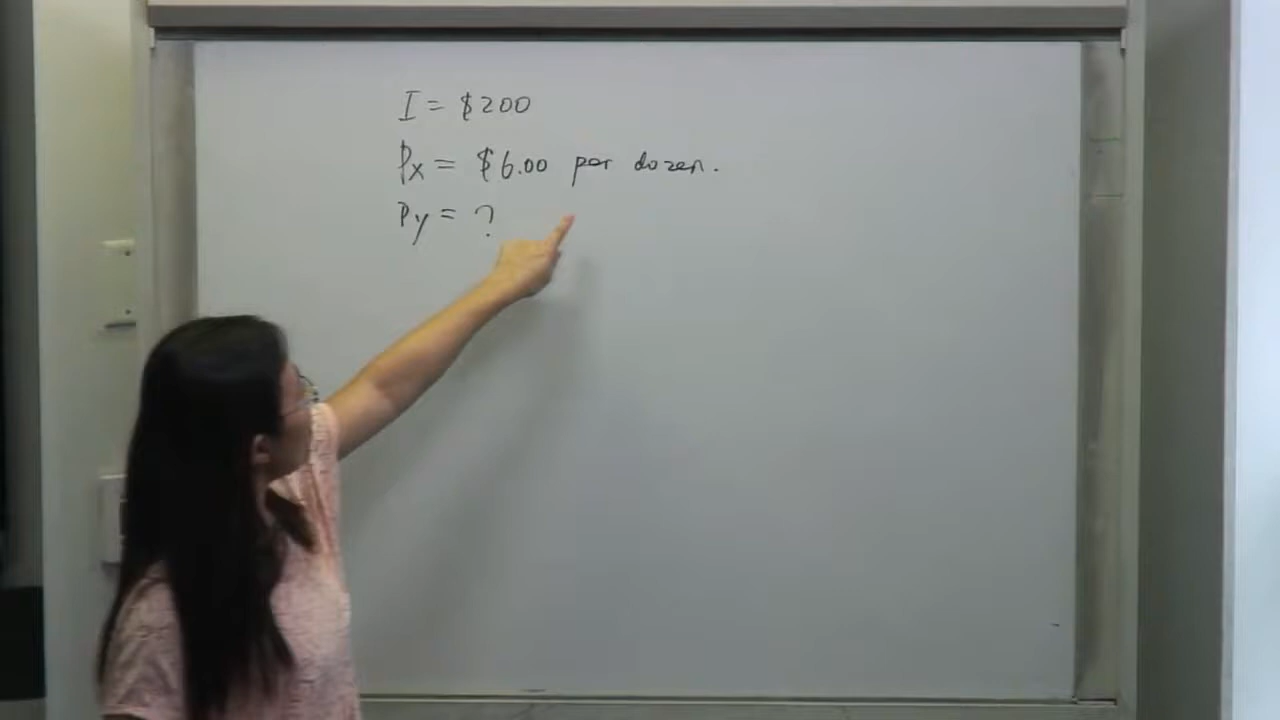 I = $200
Px = $6.00 per dozen.
Py = ?